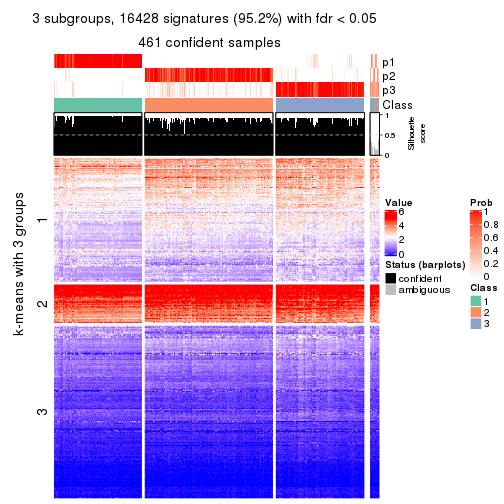 3 subgroups, 16428 signatures (95.2%) with fdr < 0.05
461 confident samples
p1
p2
p3
Class
1
0.5
0
Silhouette
score
k-means with 3 groups
1
2
3
Value
6
4
2
0
Status (barplots)
confident
ambiguous
Prob
1
0.8
0.6
0.4
0.2
0
Class
1
2
3